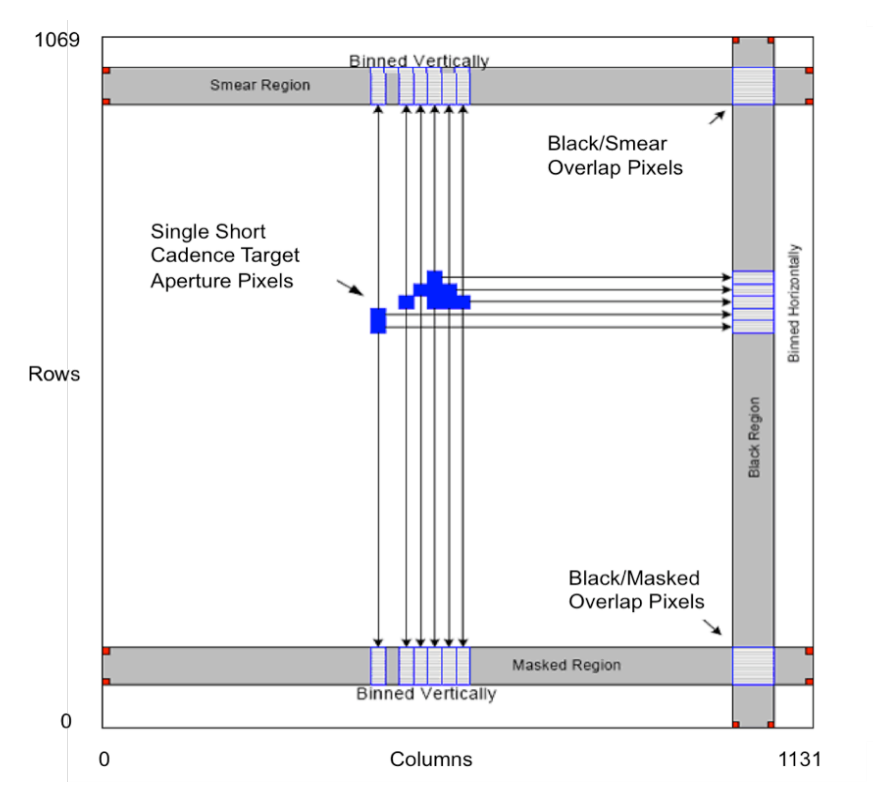 1069
Binned Vertically
Smear Region
Black/Smear
Overlap Pixels
Single Short
Cadence Target
Aperture Pixels
Binned Horizontally
Rows
Black Region
Black/Masked
Overlap Pixels
Masked Region
Binned Vertically
0
0
Columns
1131